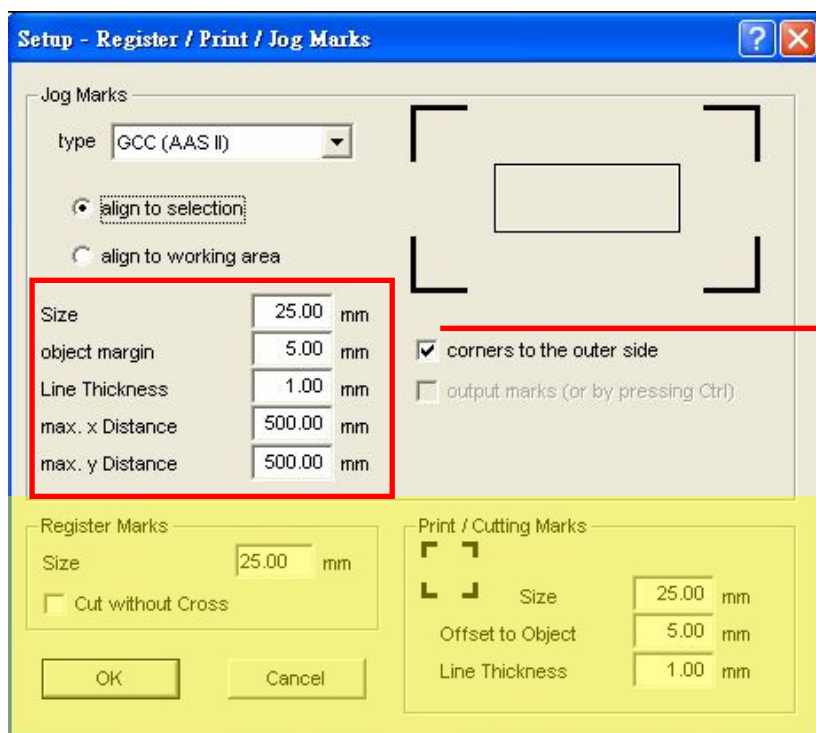 Setup - Register / Print / Jog Marks
Jog Marks
type GCC (AAS II)
align to selection
align to working area
Size 25.00 mm
object margin 5.00 mm
Line Thickness 1.00 mm
max. x Distance 500.00 mm
max. y Distance 500.00 mm
corners to the outer side
output marks (or by pressing Ctrl)
Register Marks
Size 25.00 mm
Cut without Cross
Print / Cutting Marks
Size 25.00 mm
Offset to Object 5.00 mm
Line Thickness 1.00 mm
OK Cancel